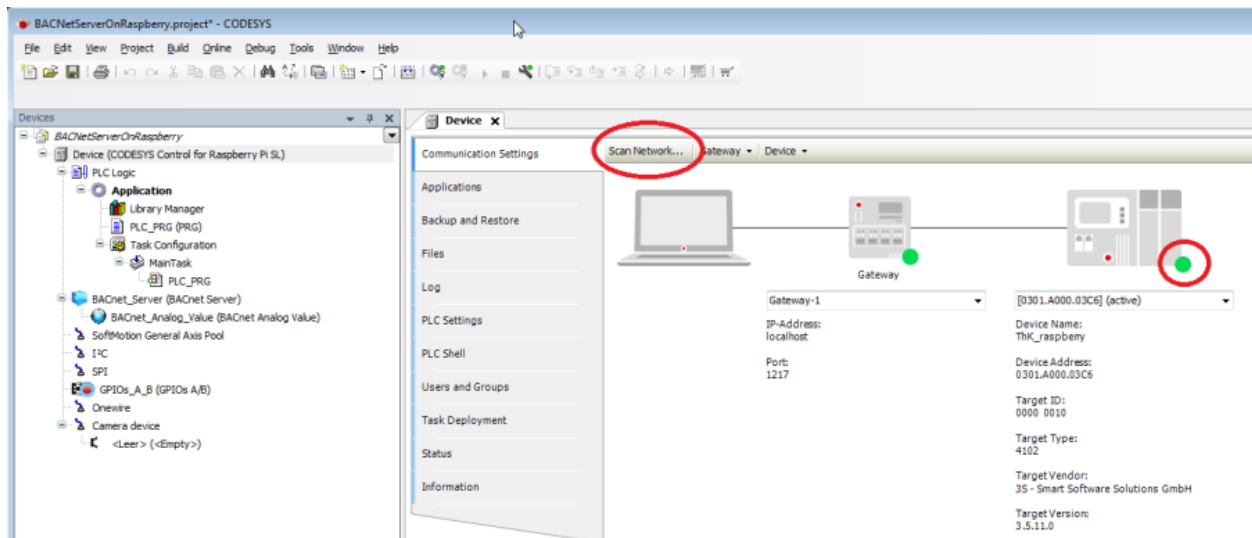 BACNetServerOnRaspberry.project* - CODESYS
File Edit View Project Build Online Debug Tools Window Help
Devices
BACNetServerOnRaspberry
Device (CODESYS Control for Raspberry Pi SL)
PLC Logic
Application
Library Manager
PLC_PRG (PRG)
Task Configuration
MainTask
PLC_PRG
BACnet_Server (BACnet Server)
BACnet_Analog_Value (BACnet Analog Value)
SoftMotion General Axis Pool
I²C
SPI
GPIOs_A_B (GPIOs A/B)
Onewire
Camera device
<Leer> (<Empty>)
Device
Communication Settings
Applications
Backup and Restore
Files
Log
PLC Settings
PLC Shell
Users and Groups
Task Deployment
Status
Information
Scan Network... Gateway Device
Gateway
Gateway-1
IP-Address:
localhost
Port:
1217
[0301.A000.03C6] (active)
Device Name:
ThK_raspberry
Device Address:
0301.A000.03C6
Target ID:
0000 0010
Target Type:
4102
Target Vendor:
3S - Smart Software Solutions GmbH
Target Version:
3.5.11.0